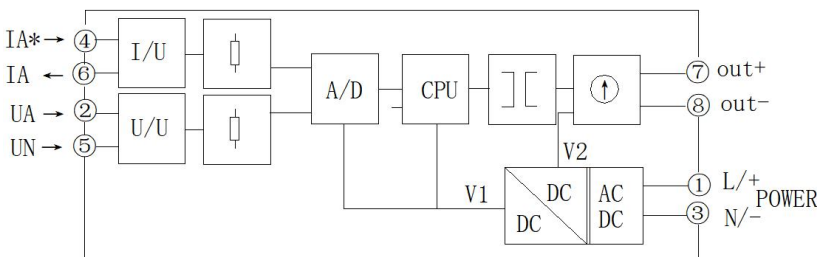 IA*→ ④ I/U
IA ← ⑥
UA → ② U/U
UN → ⑤
A/D
CPU
⑦ out+
⑧ out-
V1
V2
DC
DC
AC
DC
① L/+
③ N/-
POWER